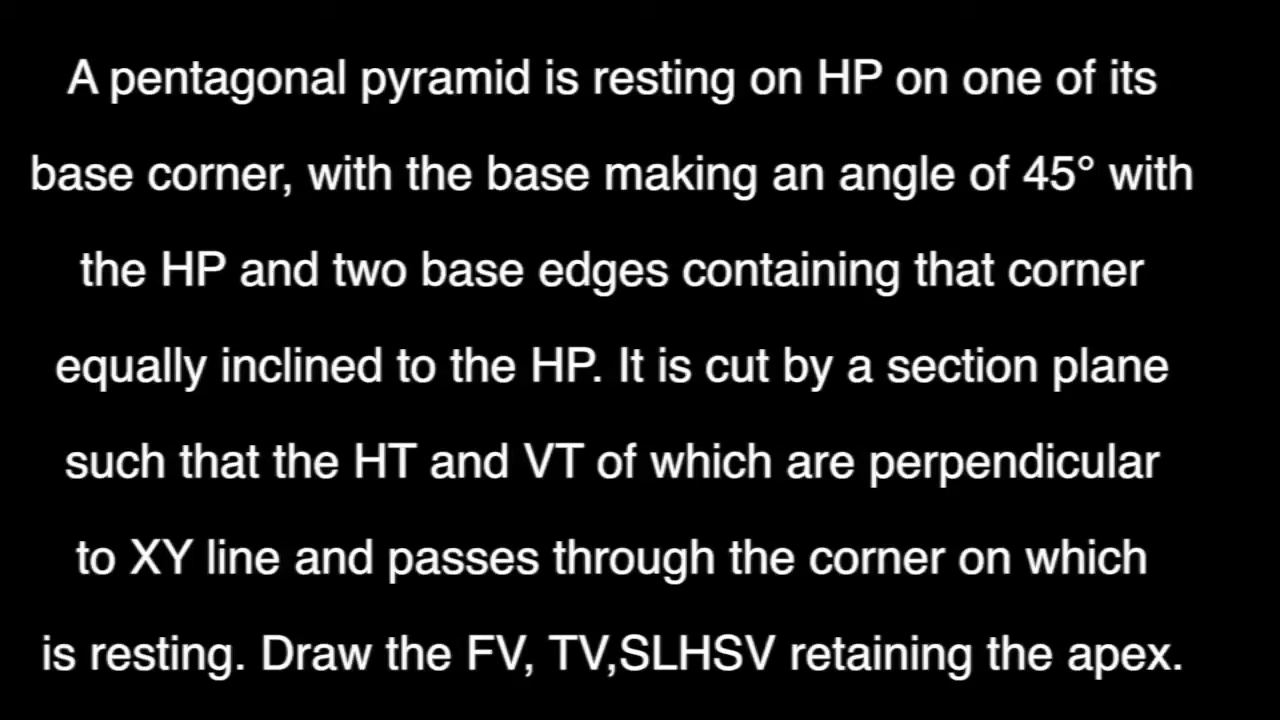 A pentagonal pyramid is resting on HP on one of its
base corner, with the base making an angle of 45° with
the HP and two base edges containing that corner
equally inclined to the HP. It is cut by a section plane
such that the HT and VT of which are perpendicular
to XY line and passes through the corner on which
is resting. Draw the FV, TV,SLHSV retaining the apex.